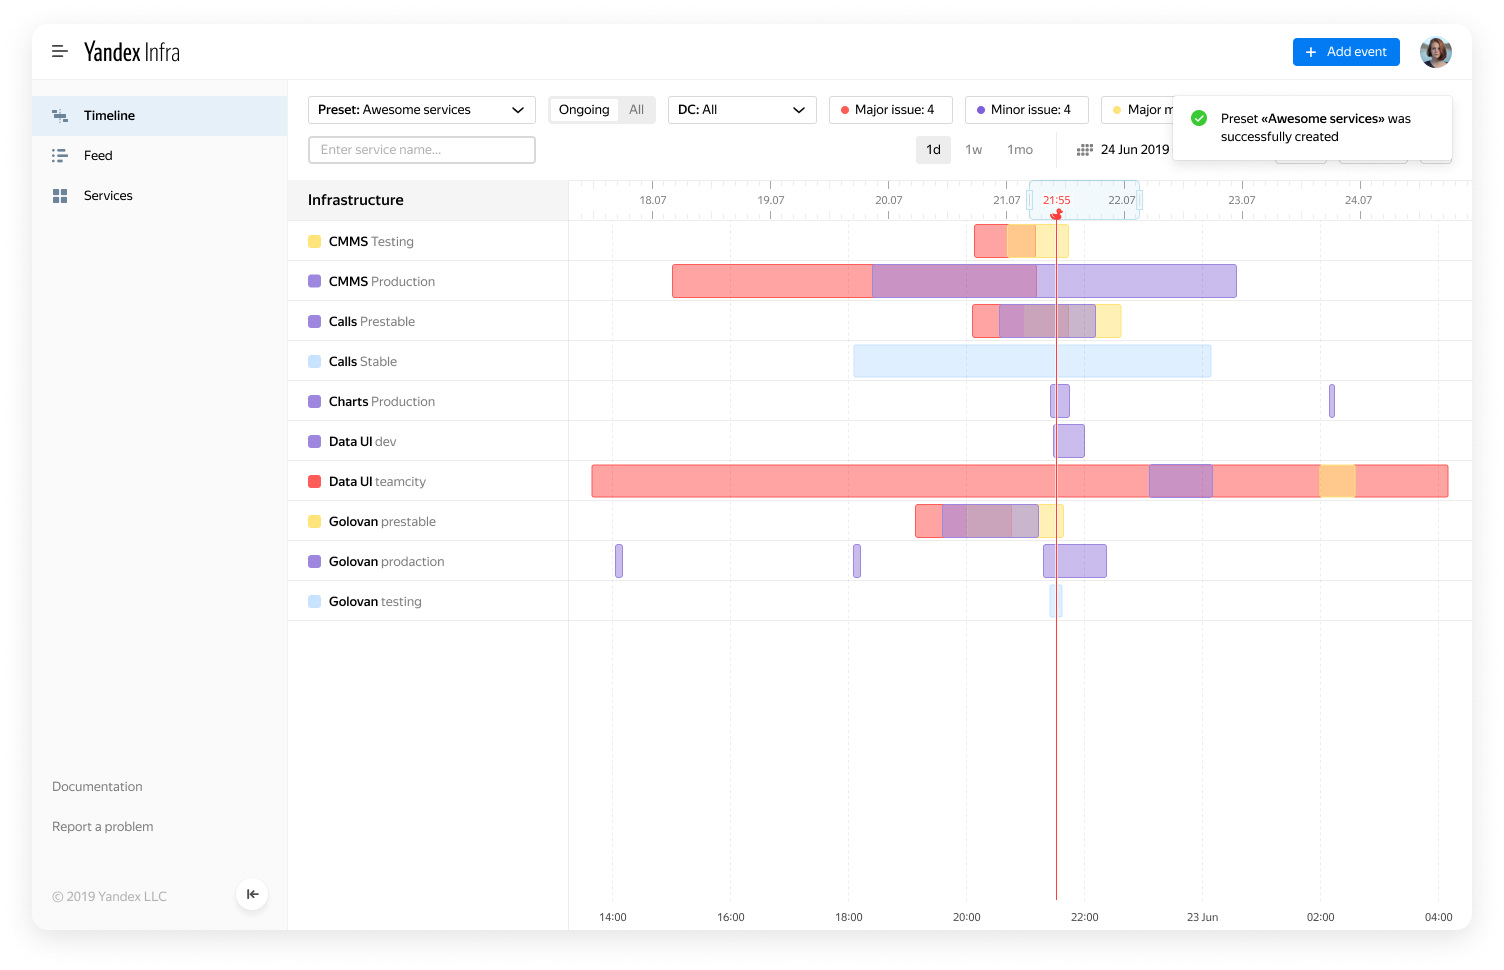 Yandex Infra
+ Add event
Timeline
Feed
Services
Preset: Awesome services
Ongoing All
DC: All
Major issue: 4
Minor issue: 4
Major m
Preset «Awesome services» was
successfully created
Enter service name...
1d 1w 1mo
24 Jun 2019
Infrastructure
18.07 19.07 20.07 21.07 21:55 22.07 23.07 24.07
CMMS Testing
CMMS Production
Calls Prestable
Calls Stable
Charts Production
Data UI dev
Data UI teamcity
Golovan prestable
Golovan prodaction
Golovan testing
14:00 16:00 18:00 20:00 22:00 23 Jun 02:00 04:00
Documentation
Report a problem
© 2019 Yandex LLC